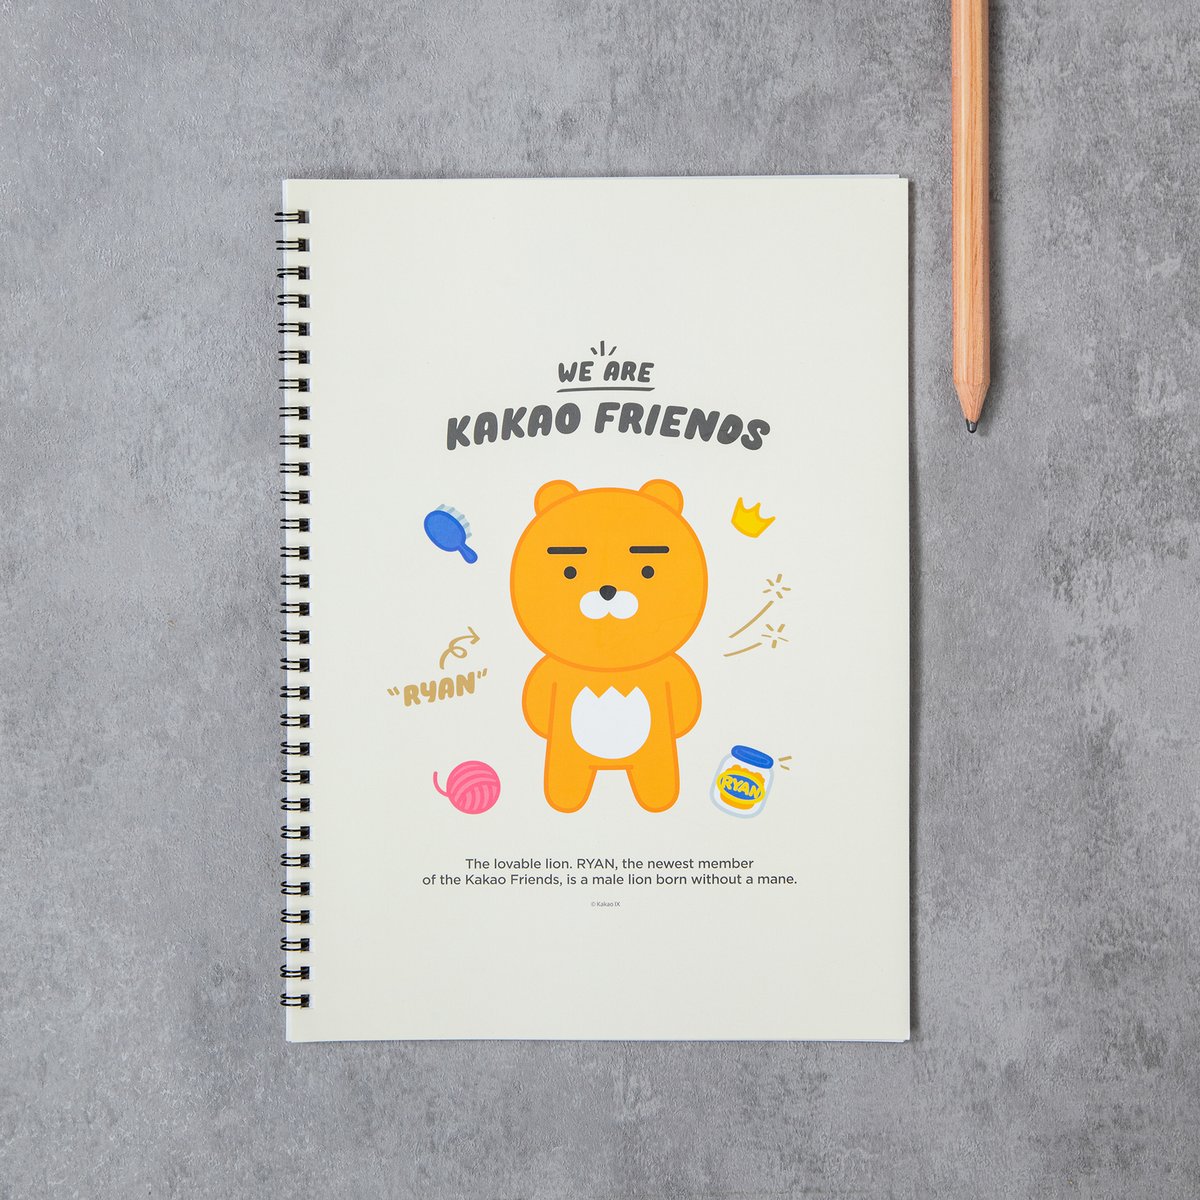 WE ARE
KAKAO FRIENDS
"RYAN"
RYAN
The lovable lion. RYAN, the newest member
of the Kakao Friends, is a male lion born without a mane.
© Kakao IX